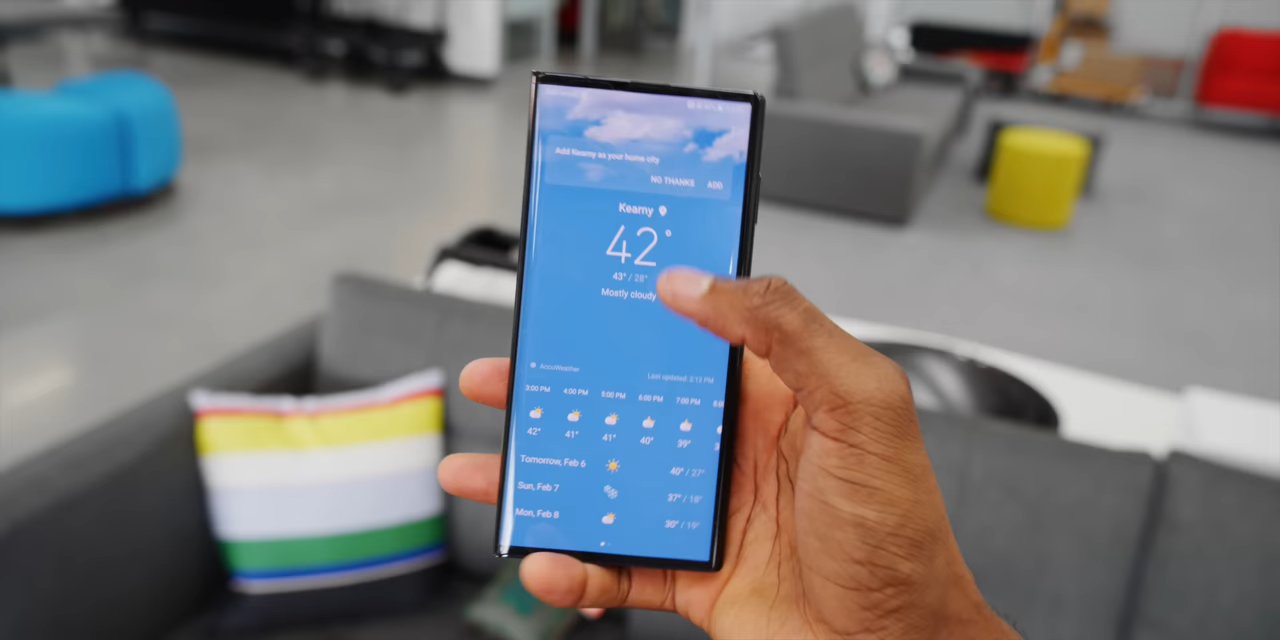 Add Kearny as your home city
NO THANKS ADD
Kearny
42°
43° / 28°
Mostly cloudy
AccuWeather Last updated: 2:12 PM
3:00 PM 4:00 PM 5:00 PM 6:00 PM 7:00 PM
42° 41° 41° 40° 39°
Tomorrow, Feb 6 40° / 27°
Sun, Feb 7 37° / 18°
Mon, Feb 8 30° / 19°